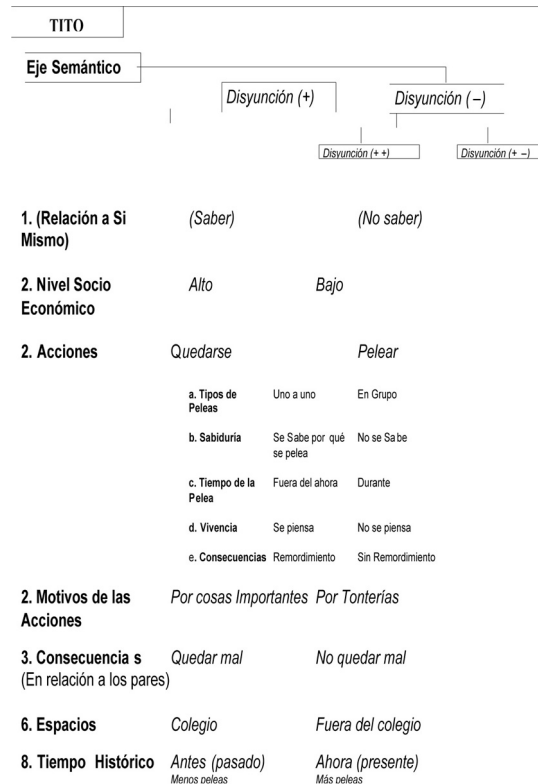 TITO
Eje Semántico
Disyunción (+) Disyunción (–)
Disyunción (+ +) Disyunción (+ –)
1. (Relación a Si (Saber) (No saber)
Mismo)
2. Nivel Socio Alto Bajo
Económico
2. Acciones Quedarse Pelear
a. Tipos de Uno a uno En Grupo
Peleas
b. Sabiduría Se Sabe por qué No se Sabe
se pelea
c. Tiempo de la Fuera del ahora Durante
Pelea
d. Vivencia Se piensa No se piensa
e. Consecuencias Remordimiento Sin Remordimiento
2. Motivos de las Por cosas Importantes Por Tonterías
Acciones
3. Consecuencia s Quedar mal No quedar mal
(En relación a los pares)
6. Espacios Colegio Fuera del colegio
8. Tiempo Histórico Antes (pasado) Ahora (presente)
Menos peleas Más peleas